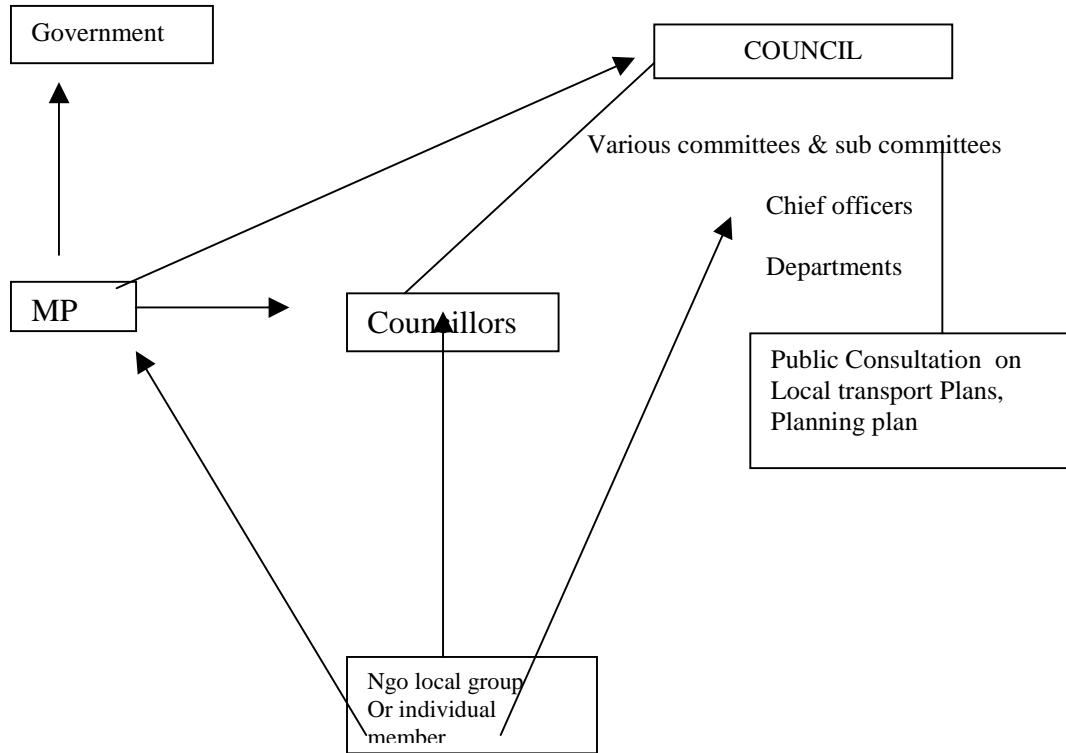 Government
COUNCIL
Various committees & sub committees
Chief officers
Departments
MP
Councillors
Public Consultation on
Local transport Plans,
Planning plan
Ngo local group
Or individual
member